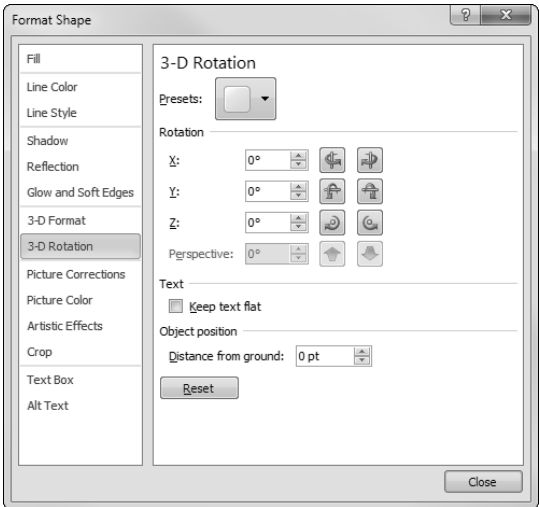 Format Shape
?
X
Fill
Line Color
Line Style
Shadow
Reflection
Glow and Soft Edges
3-D Format
3-D Rotation
Picture Corrections
Picture Color
Artistic Effects
Crop
Text Box
Alt Text
3-D Rotation
Presets:
Rotation
X: 0°
Y: 0°
Z: 0°
Perspective: 0°
Text
Keep text flat
Object position
Distance from ground: 0 pt
Reset
Close